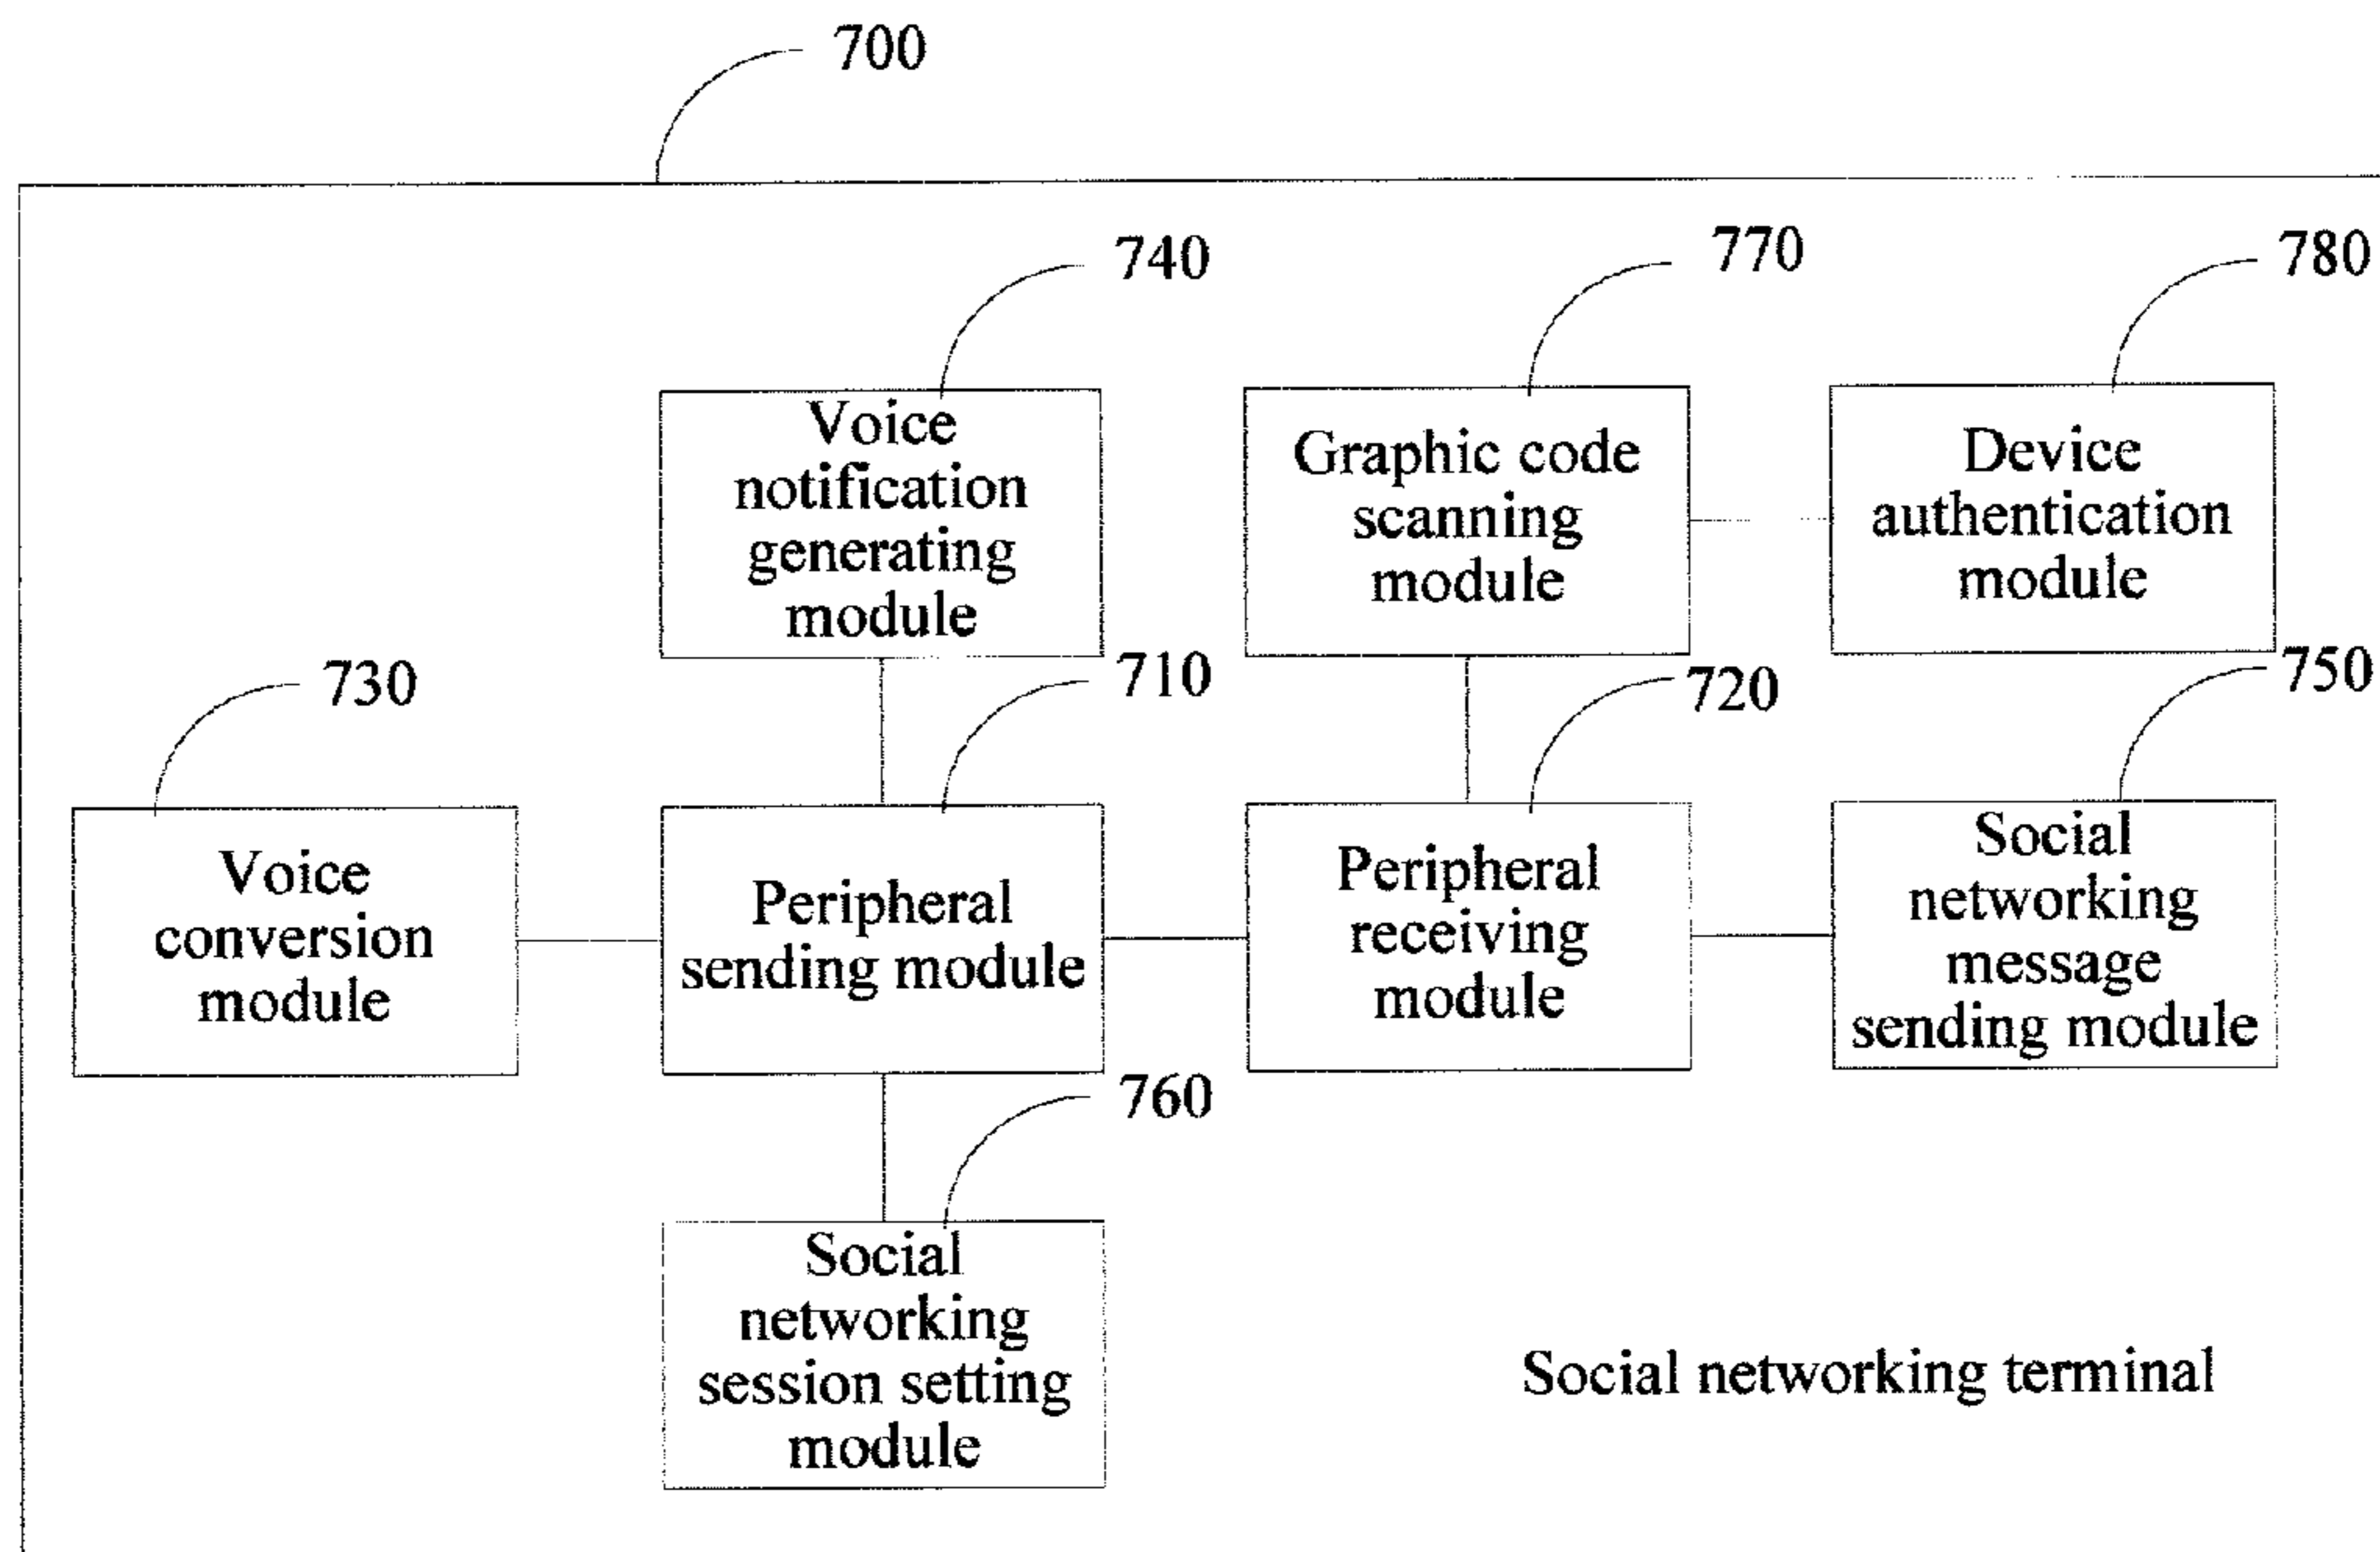 700
740
770
780
Voice
notification
generating
module
Graphic code
scanning
module
Device
authentication
module
730
710
720
750
Voice
conversion
module
Peripheral
sending module
Peripheral
receiving
module
Social
networking
message
sending module
760
Social
networking
session setting
module
Social networking terminal